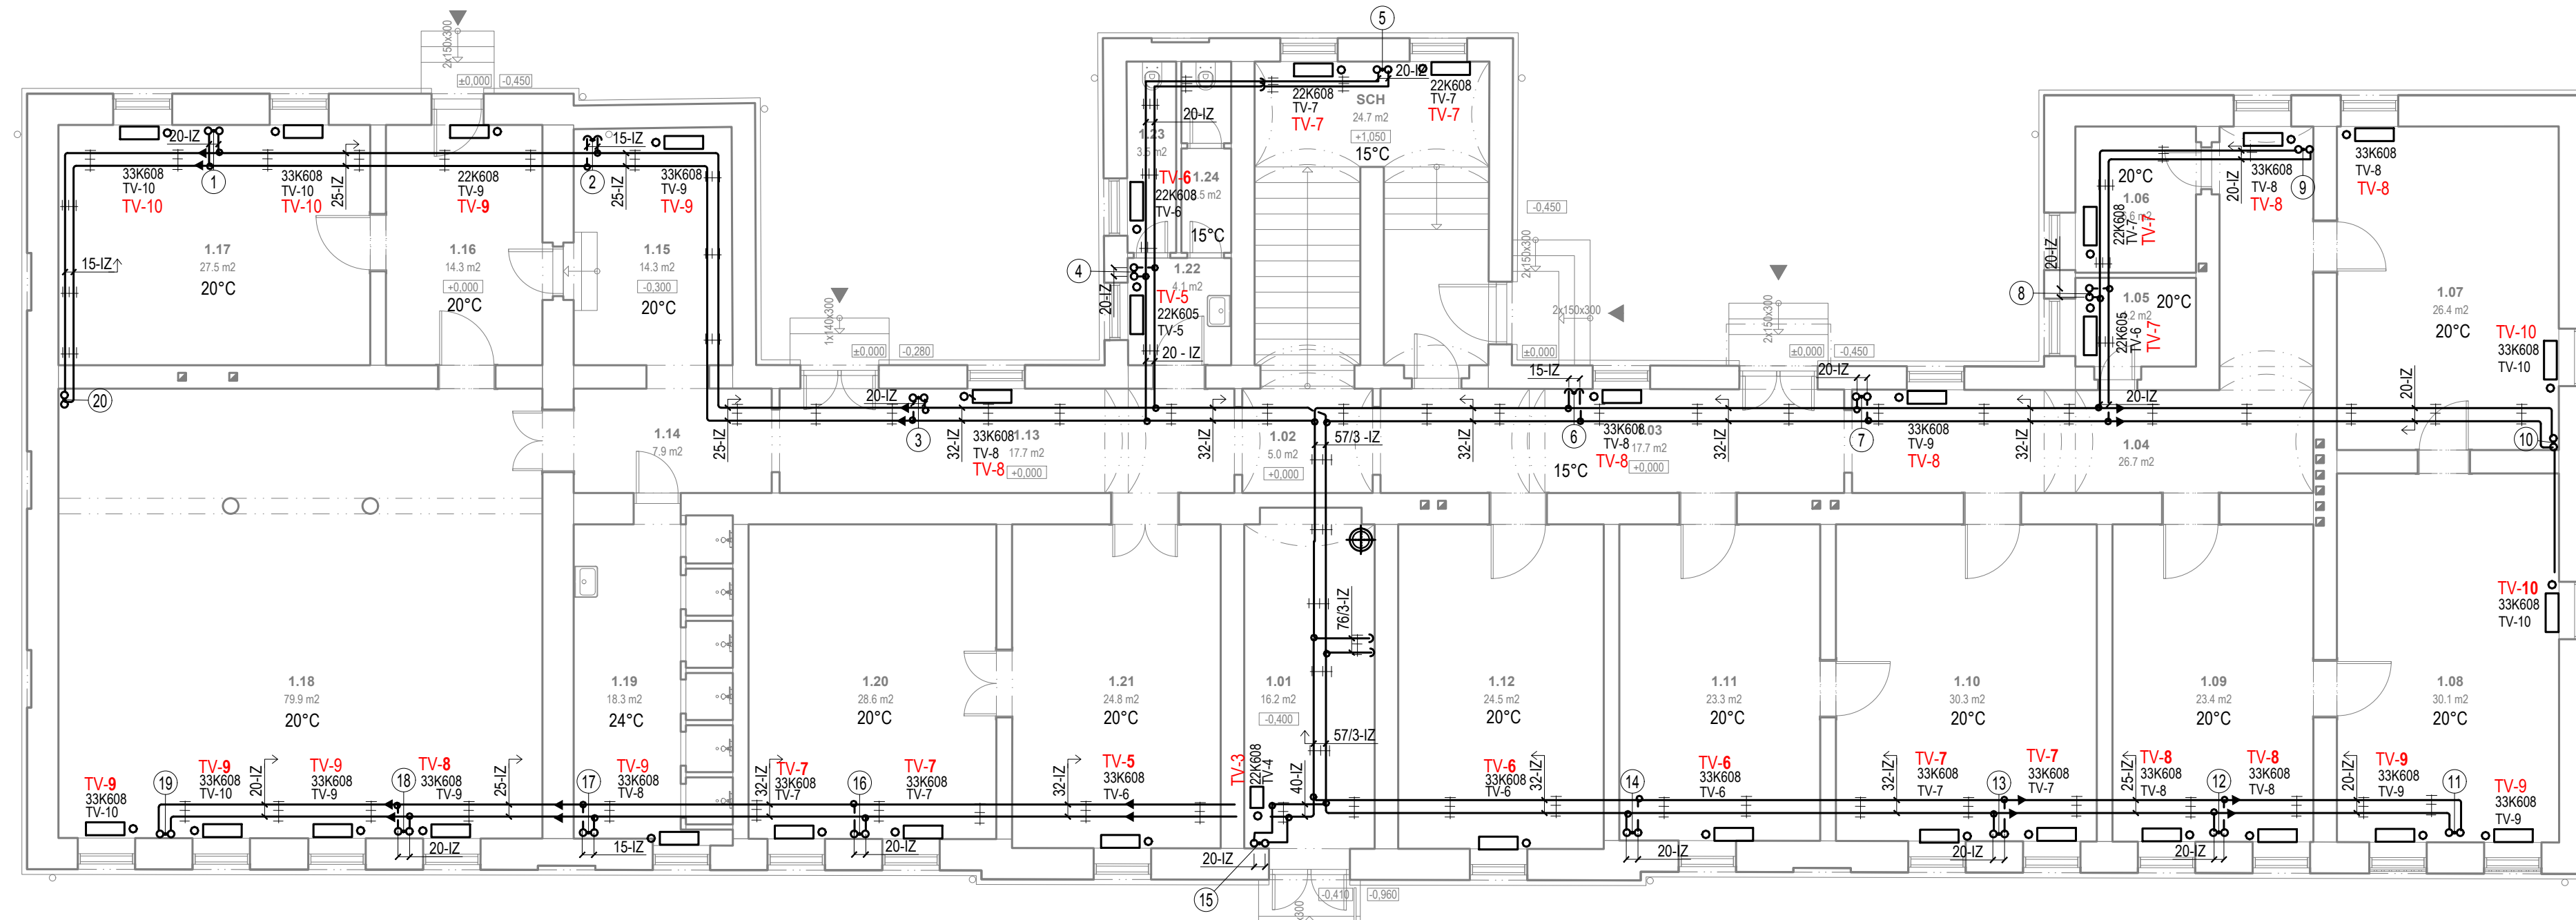 2x150x300
±0,000
-0,450
20-IZ
33K608
TV-10
TV-10
1
33K608
TV-10
TV-10
25-IZ
22K608
TV-9
TV-9
2
15-IZ
25-IZ
33K608
TV-9
TV-9
15-IZ
1.17
27.5 m2
20°C
1.16
14.3 m2
+0,000
20°C
1.15
14.3 m2
-0,300
20°C
20
1x140x300
±0,000
-0,280
5
20-IZ
22K608
TV-7
TV-7
SCH
24.7 m2
+1,050
15°C
22K608
TV-7
TV-7
20-IZ
1.23
TV-6
22K608
TV-6
1.24
15°C
4
20-IZ
1.22
4.1 m2
TV-5
22K605
TV-5
20 - IZ
-0,450
2x150x300
2x150x300
±0,000
2x150x300
±0,000
-0,450
20-IZ
3
25-IZ
32-IZ
33K608
TV-8
TV-8
1.13
17.7 m2
+0,000
1.14
7.9 m2
32-IZ
1.02
5.0 m2
+0,000
57/3 -IZ
15-IZ
32-IZ
6
33K608
TV-8
TV-8
1.03
17.7 m2
+0,000
15°C
32-IZ
20-IZ
7
33K608
TV-9
TV-8
32-IZ
1.04
26.7 m2
20-IZ
20-IZ
20°C
1.06
22K608
TV-7
TV-7
20-IZ
8
1.05
20°C
22K605
TV-6
TV-7
20-IZ
33K608
TV-8
TV-8
9
33K608
TV-8
TV-8
1.07
26.4 m2
20°C
TV-10
33K608
TV-10
10
TV-10
33K608
TV-10
76/3-IZ
57/3-IZ
1.18
79.9 m2
20°C
1.19
18.3 m2
24°C
1.20
28.6 m2
20°C
1.21
24.8 m2
20°C
1.01
16.2 m2
-0,400
1.12
24.5 m2
20°C
1.11
23.3 m2
20°C
1.10
30.3 m2
20°C
1.09
23.4 m2
20°C
1.08
30.1 m2
20°C
TV-9
33K608
TV-10
19
TV-9
33K608
TV-10
20-IZ
TV-9
33K608
TV-9
18
TV-8
33K608
TV-9
20-IZ
25-IZ
17
TV-9
33K608
TV-8
15-IZ
32-IZ
TV-7
33K608
TV-7
16
20-IZ
TV-7
33K608
TV-7
32-IZ
TV-5
33K608
TV-6
TV-3
22K608
TV-4
40-IZ
20-IZ
15
-0,410
-0,960
TV-6
33K608
TV-6
32-IZ
14
20-IZ
TV-6
33K608
TV-6
32-IZ
TV-7
33K608
TV-7
13
20-IZ
TV-7
33K608
TV-7
25-IZ
TV-8
33K608
TV-8
12
20-IZ
TV-8
33K608
TV-8
20-IZ
TV-9
33K608
TV-9
11
TV-9
33K608
TV-9